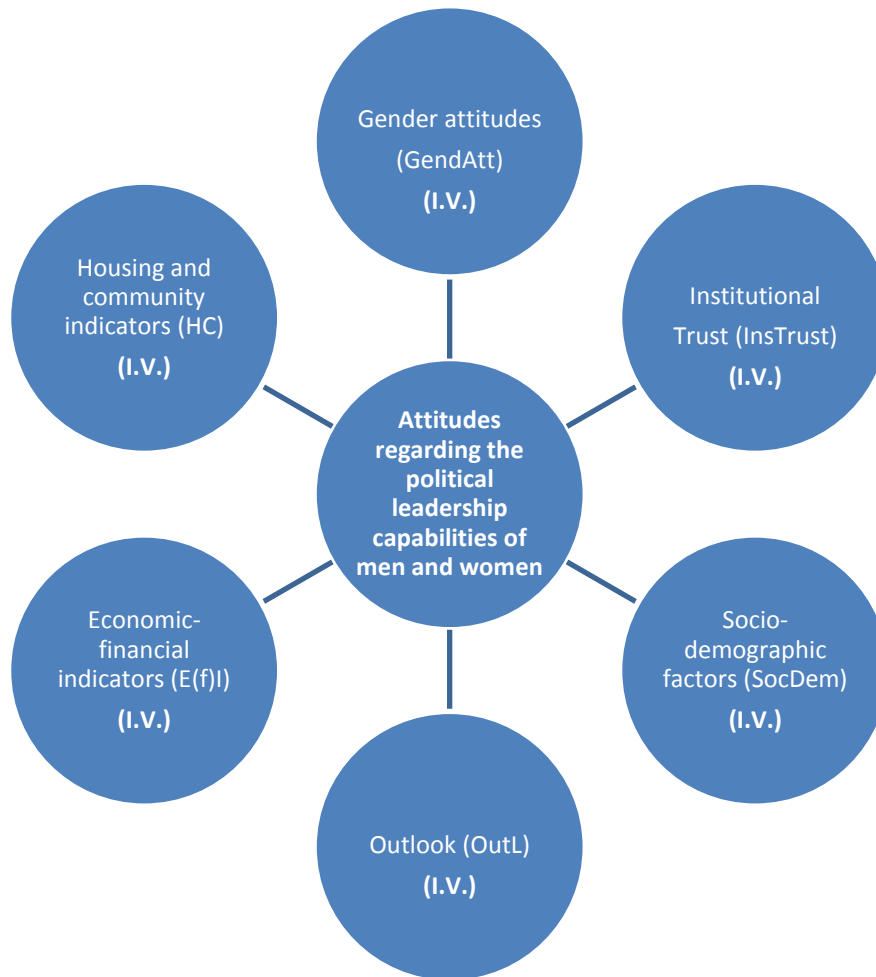 Gender attitudes
(GendAtt)
(I.V.)
Housing and
community
indicators (HC)
(I.V.)
Institutional
Trust (InsTrust)
(I.V.)
Attitudes
regarding the
political
leadership
capabilities of
men and women
Economic-
financial
indicators (E(f)I)
(I.V.)
Socio-
demographic
factors (SocDem)
(I.V.)
Outlook (OutL)
(I.V.)